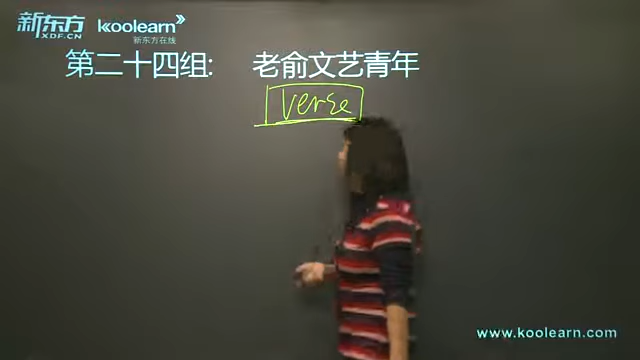 新东方 koolearn
XDF.CN 新东方在线
第二十四组: 老俞文艺青年
verse
www.koolearn.com